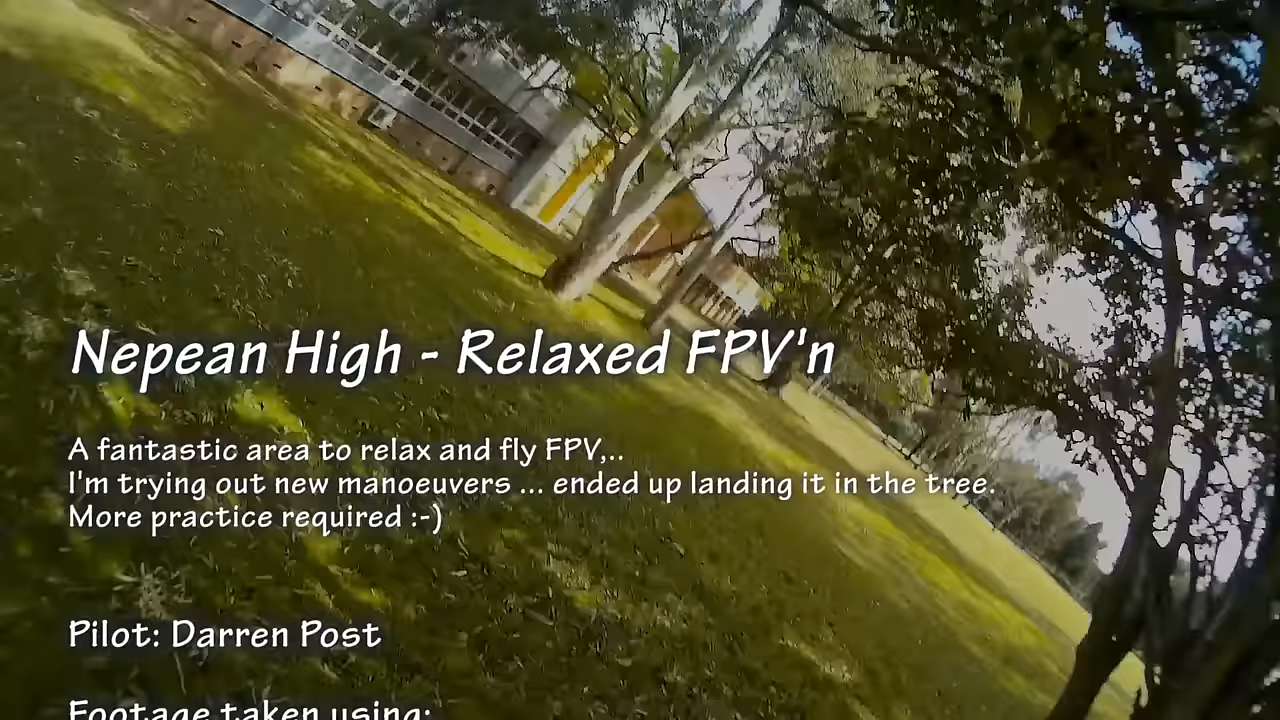 Nepean High - Relaxed FPV'n
A fantastic area to relax and fly FPV,..
I'm trying out new manoeuvers ... ended up landing it in the tree.
More practice required :-)
Pilot: Darren Post
Footage taken using: